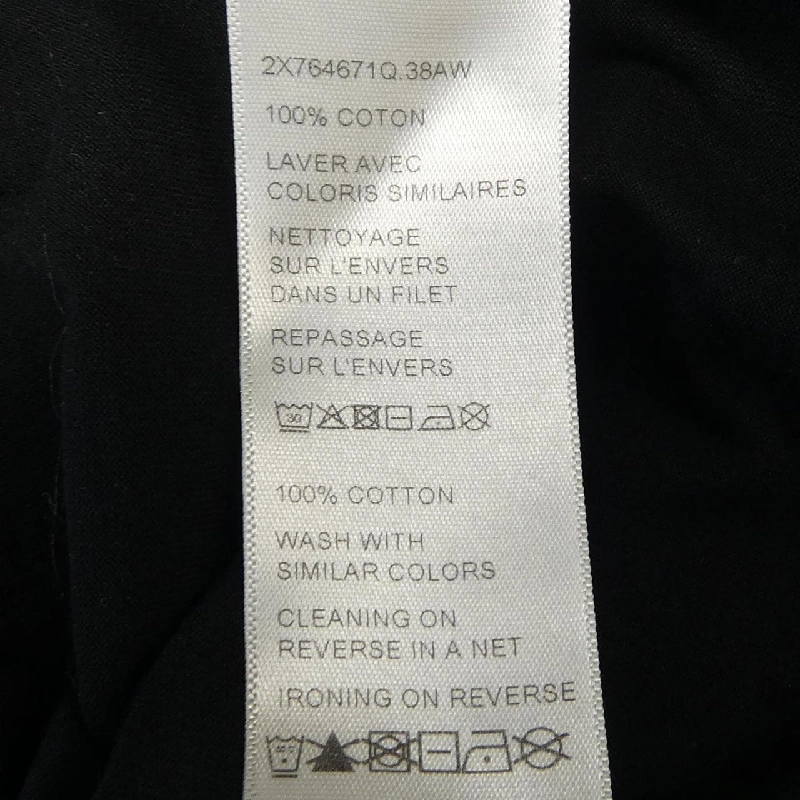 2X764671Q.38AW
100% COTON
LAVER AVEC
COLORIS SIMILAIRES
NETTOYAGE
SUR L'ENVERS
DANS UN FILET
REPASSAGE
SUR L'ENVERS
30
100% COTTON
WASH WITH
SIMILAR COLORS
CLEANING ON
REVERSE IN A NET
IRONING ON REVERSE